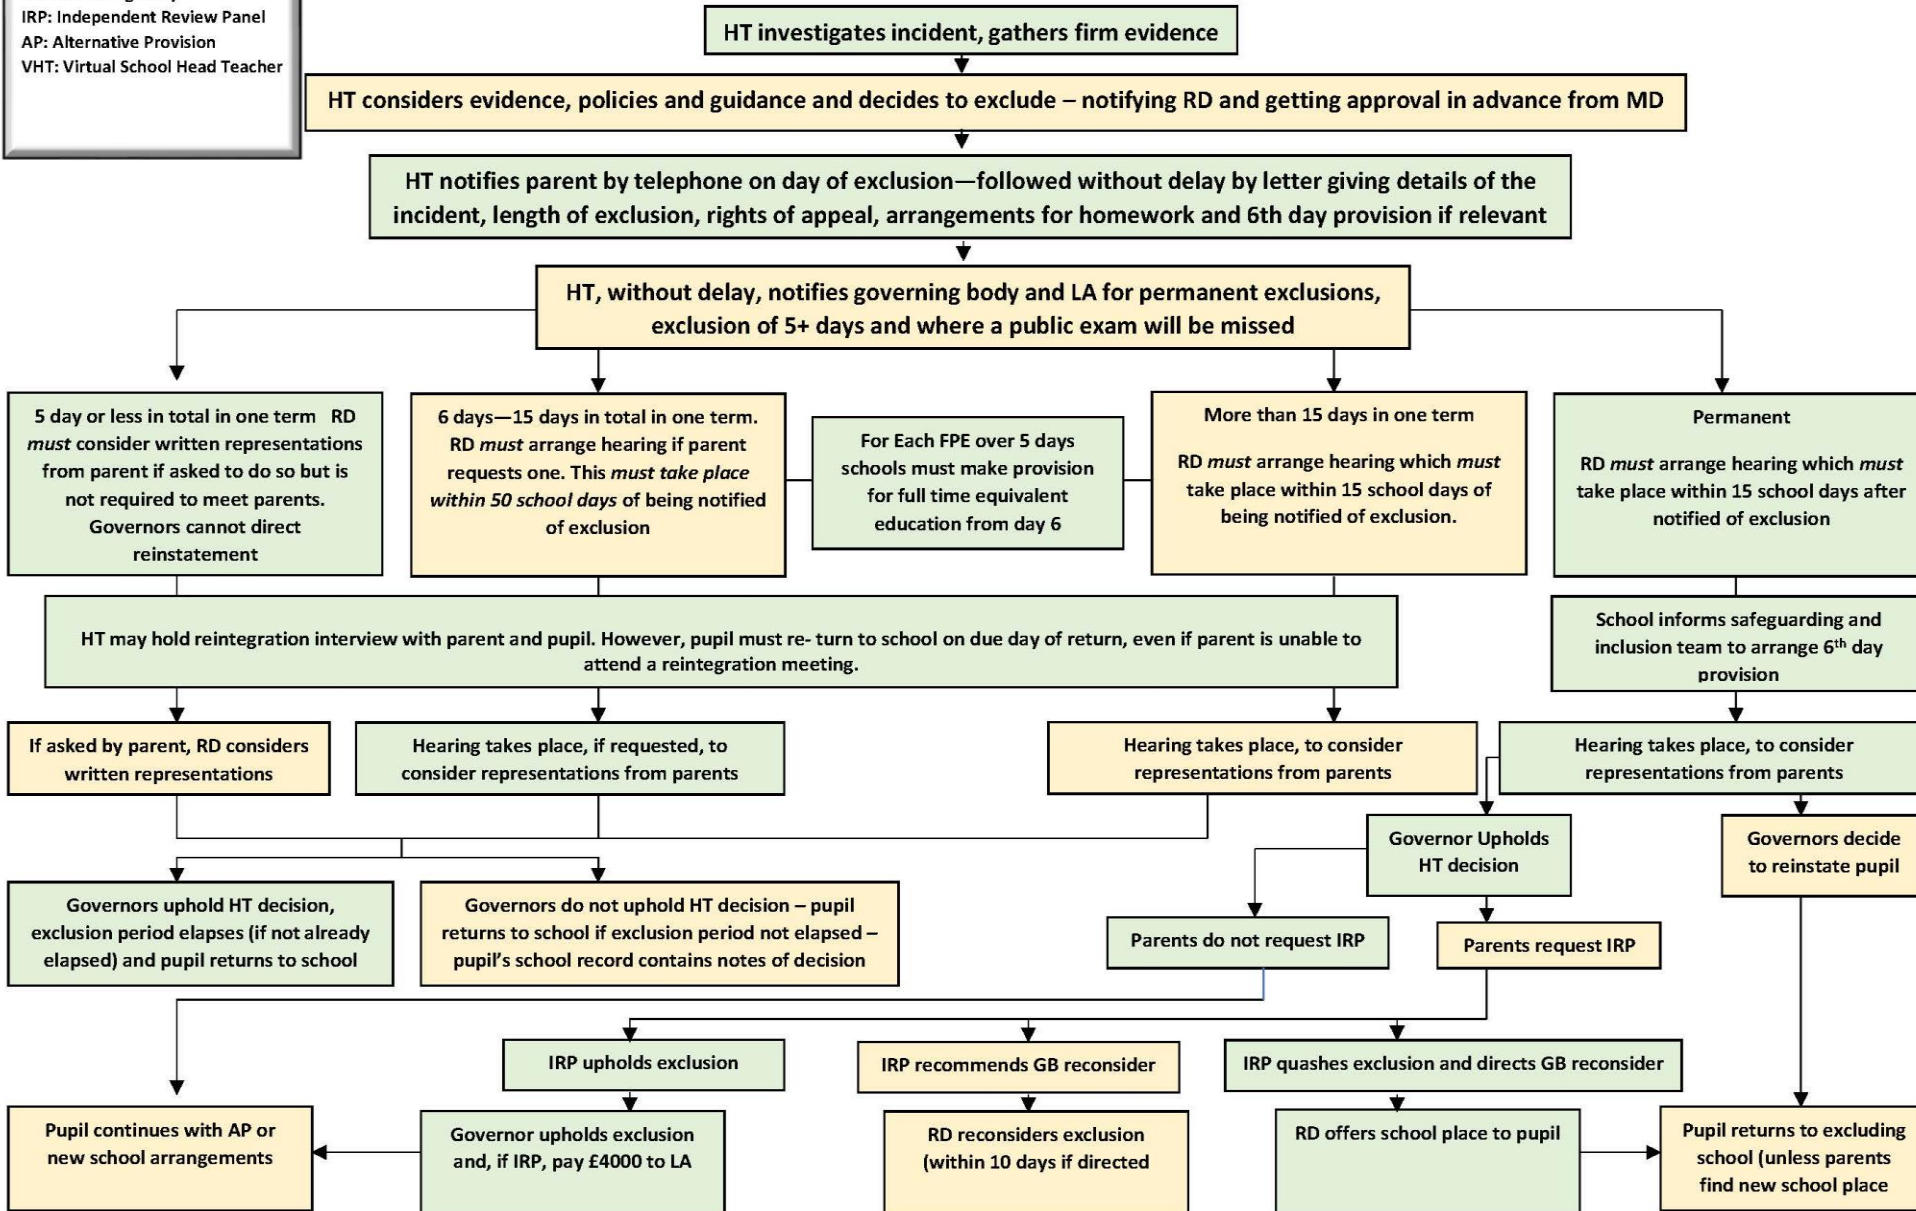 IRP: Independent Review Panel
AP: Alternative Provision
VHT: Virtual School Head Teacher
HT investigates incident, gathers firm evidence
HT considers evidence, policies and guidance and decides to exclude – notifying RD and getting approval in advance from MD
HT notifies parent by telephone on day of exclusion—followed without delay by letter giving details of the
incident, length of exclusion, rights of appeal, arrangements for homework and 6th day provision if relevant
HT, without delay, notifies governing body and LA for permanent exclusions,
exclusion of 5+ days and where a public exam will be missed
5 day or less in total in one term RD
must consider written representations
from parent if asked to do so but is
not required to meet parents.
Governors cannot direct
reinstatement
6 days—15 days in total in one term.
RD must arrange hearing if parent
requests one. This must take place
within 50 school days of being notified
of exclusion
For Each FPE over 5 days
schools must make provision
for full time equivalent
education from day 6
More than 15 days in one term
RD must arrange hearing which must
take place within 15 school days of
being notified of exclusion.
Permanent
RD must arrange hearing which must
take place within 15 school days after
notified of exclusion
HT may hold reintegration interview with parent and pupil. However, pupil must re- turn to school on due day of return, even if parent is unable to
attend a reintegration meeting.
School informs safeguarding and
inclusion team to arrange 6th day
provision
If asked by parent, RD considers
written representations
Hearing takes place, if requested, to
consider representations from parents
Hearing takes place, to consider
representations from parents
Hearing takes place, to consider
representations from parents
Governor Upholds
HT decision
Governors decide
to reinstate pupil
Governors uphold HT decision,
exclusion period elapses (if not already
elapsed) and pupil returns to school
Governors do not uphold HT decision – pupil
returns to school if exclusion period not elapsed –
pupil's school record contains notes of decision
Parents do not request IRP
Parents request IRP
IRP upholds exclusion
IRP recommends GB reconsider
IRP quashes exclusion and directs GB reconsider
Pupil continues with AP or
new school arrangements
Governor upholds exclusion
and, if IRP, pay £4000 to LA
RD reconsiders exclusion
(within 10 days if directed
RD offers school place to pupil
Pupil returns to excluding
school (unless parents
find new school place